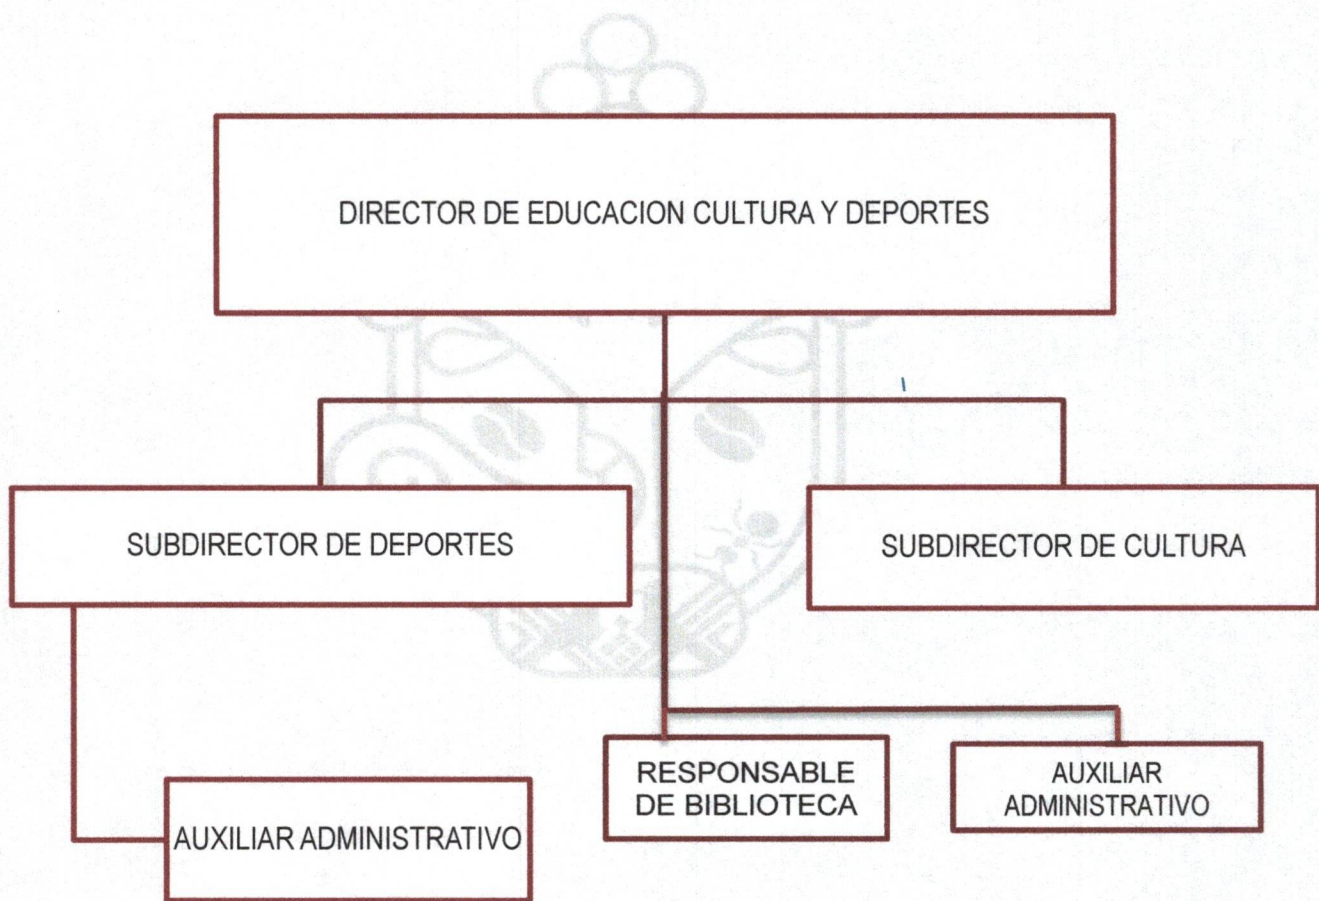 DIRECTOR DE EDUCACION CULTURA Y DEPORTES
SUBDIRECTOR DE DEPORTES
SUBDIRECTOR DE CULTURA
RESPONSABLE
DE BIBLIOTECA
AUXILIAR
ADMINISTRATIVO
AUXILIAR ADMINISTRATIVO